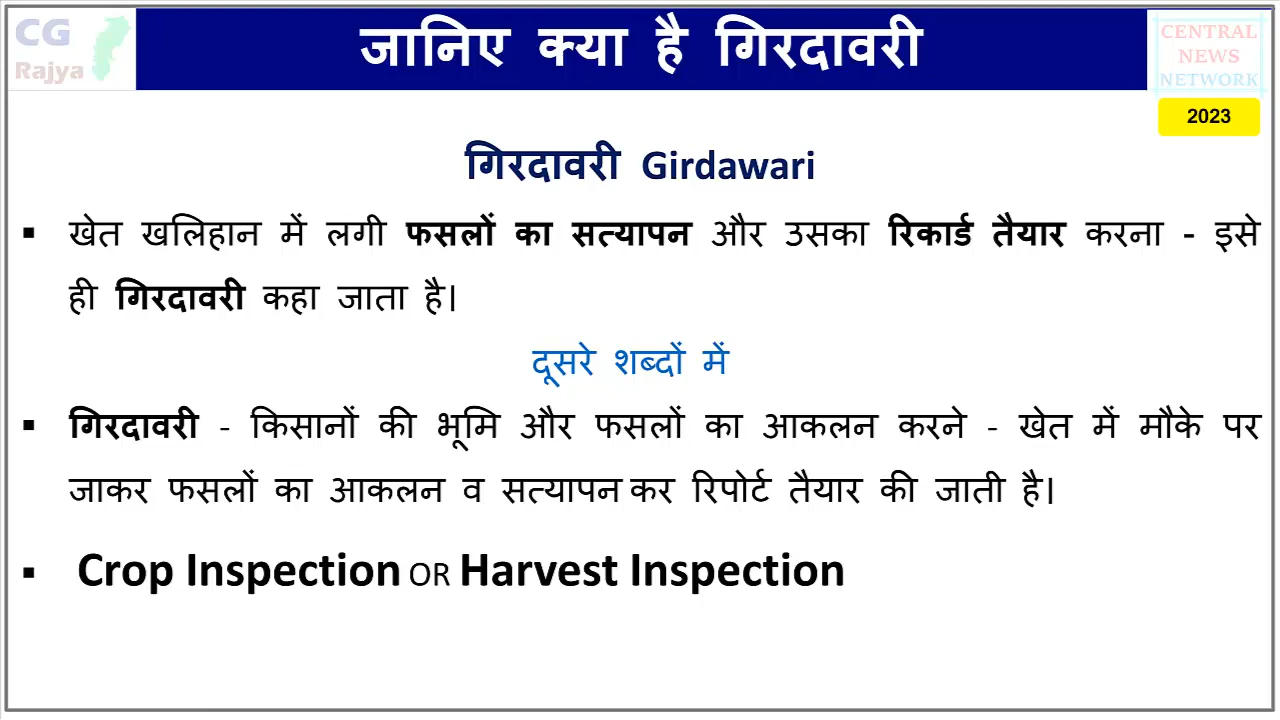 CG
Rajya
जानिए क्या है गिरदावरी
CENTRAL
NEWS
NETWORK
2023
गिरदावरी Girdawari
▪ खेत खलिहान में लगी फसलों का सत्यापन और उसका रिकार्ड तैयार करना - इसे
ही गिरदावरी कहा जाता है।
दूसरे शब्दों में
▪ गिरदावरी - किसानों की भूमि और फसलों का आकलन करने - खेत में मौके पर
जाकर फसलों का आकलन व सत्यापन कर रिपोर्ट तैयार की जाती है।
▪ Crop Inspection OR Harvest Inspection